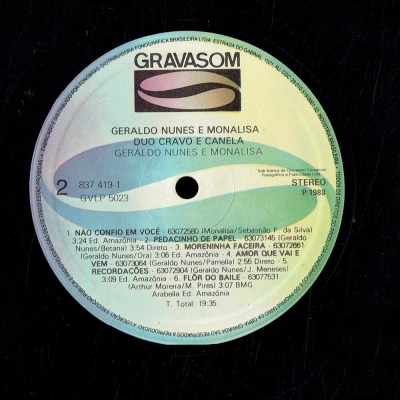 GRAVASOM
GERALDO NUNES E MONALISA
DUO CRAVO E CANELA
GERALDO NUNES E MONALISA
2
837 419-1
GVLP 5023
STEREO
P 1988
1. NÃO CONFIO EM VOCÊ - 63072580 (Monalisa/Sebastião F. da Silva)
3:24 Ed. Amazônia - 2. PEDACINHO DE PAPEL - 63073145 (Geraldo
Nunes/Betana) 3:54 Direto - 3. MORENINHA FACEIRA - 63072861
(Geraldo Nunes/Ora) 3:06 Ed. Amazônia - 4. AMOR QUE VAI E
VEM - 63073064 (Geraldo Nunes/Pamella) 2:55 Direto - 5.
RECORDAÇÕES - 63072904 (Geraldo Nunes/J. Meneses)
3:09 Ed. Amazônia - 6. FLÔR DO BAILE - 63077531
(Arthur Moreira/M. Pires) 3:07 BMG
Arabella Ed. Amazônia
T. Total: 19:35